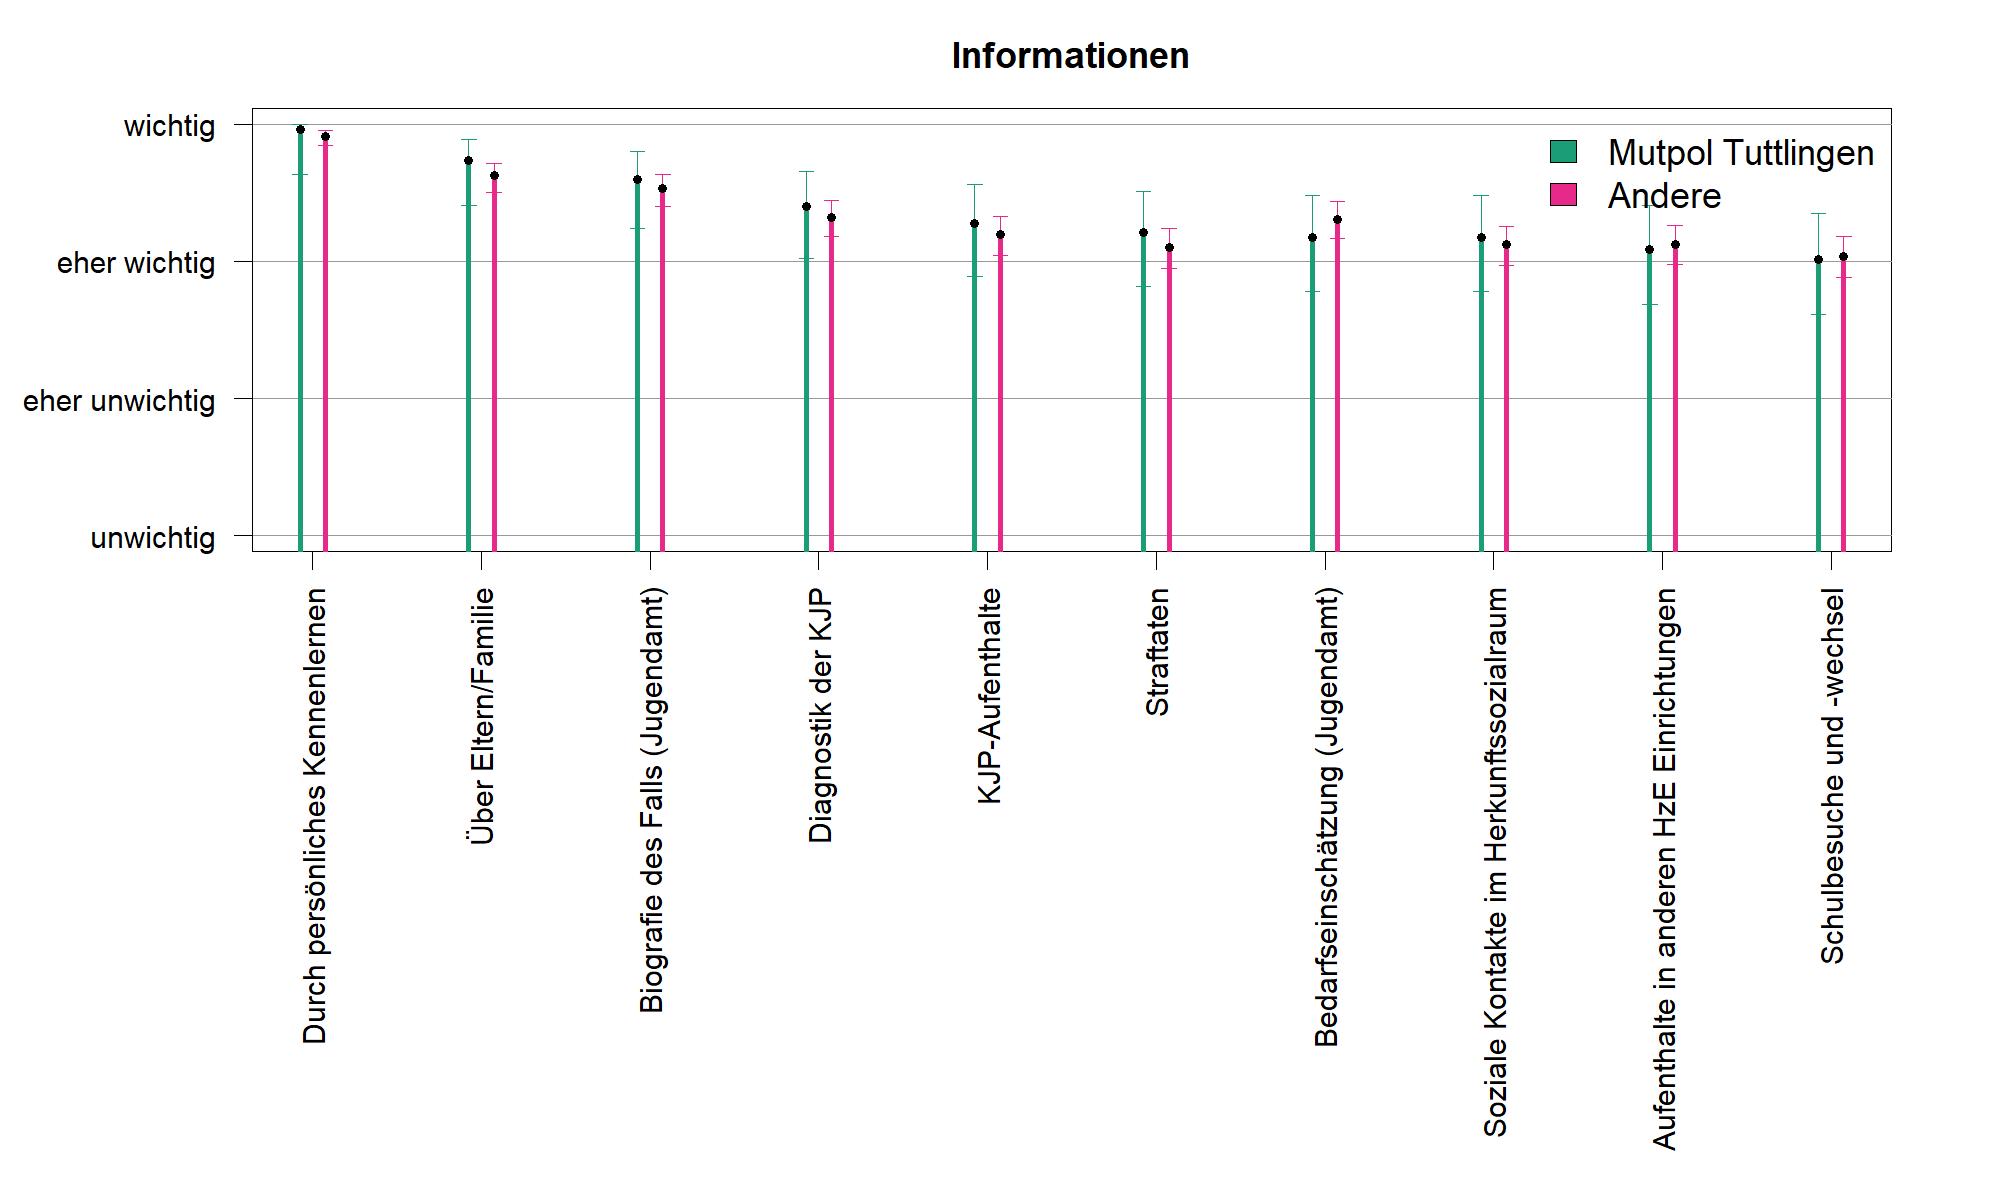 Informationen
wichtig
eher wichtig
eher unwichtig
unwichtig
Mutpol Tuttlingen
Andere
Durch persönliches Kennenlernen
Über Eltern/Familie
Biografie des Falls (Jugendamt)
Diagnostik der KJP
KJP-Aufenthalte
Straftaten
Bedarfseinschätzung (Jugendamt)
Soziale Kontakte im Herkunftssozialraum
Aufenthalte in anderen HzE Einrichtungen
Schulbesuche und -wechsel